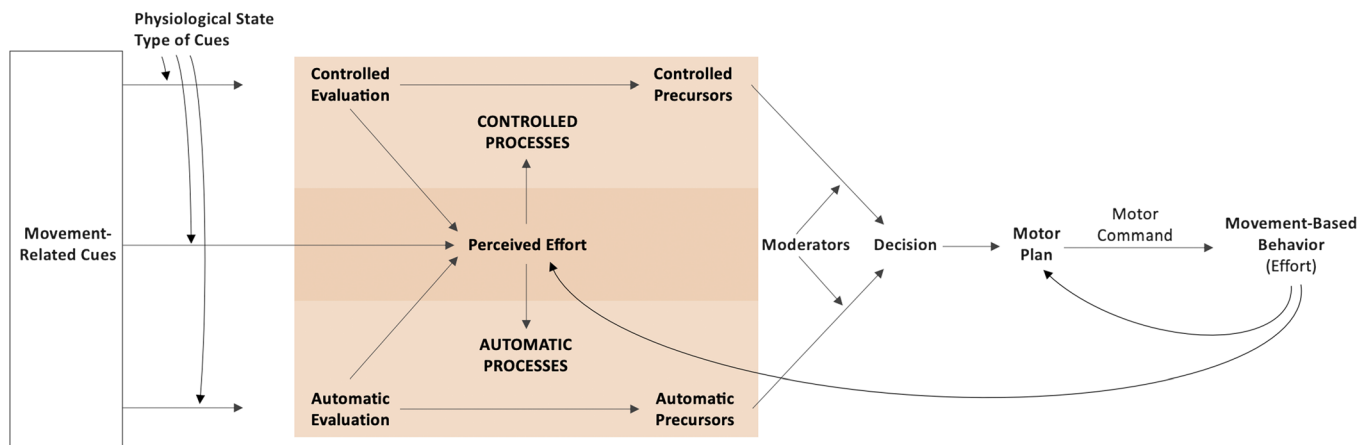 Physiological State
Type of Cues
Movement-
Related Cues
Controlled
Evaluation
Controlled
Precursors
CONTROLLED
PROCESSES
Perceived Effort
AUTOMATIC
PROCESSES
Automatic
Evaluation
Automatic
Precursors
Moderators
Decision
Motor
Plan
Motor
Command
Movement-Based
Behavior
(Effort)